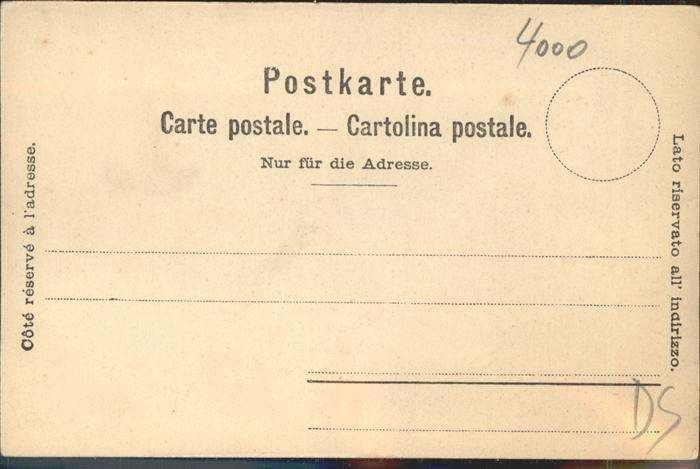 4000
Postkarte.
Carte postale. — Cartolina postale.
Nur für die Adresse.
Côté réservé à l'adresse.
Lato riservato all' indirizzo.
DS